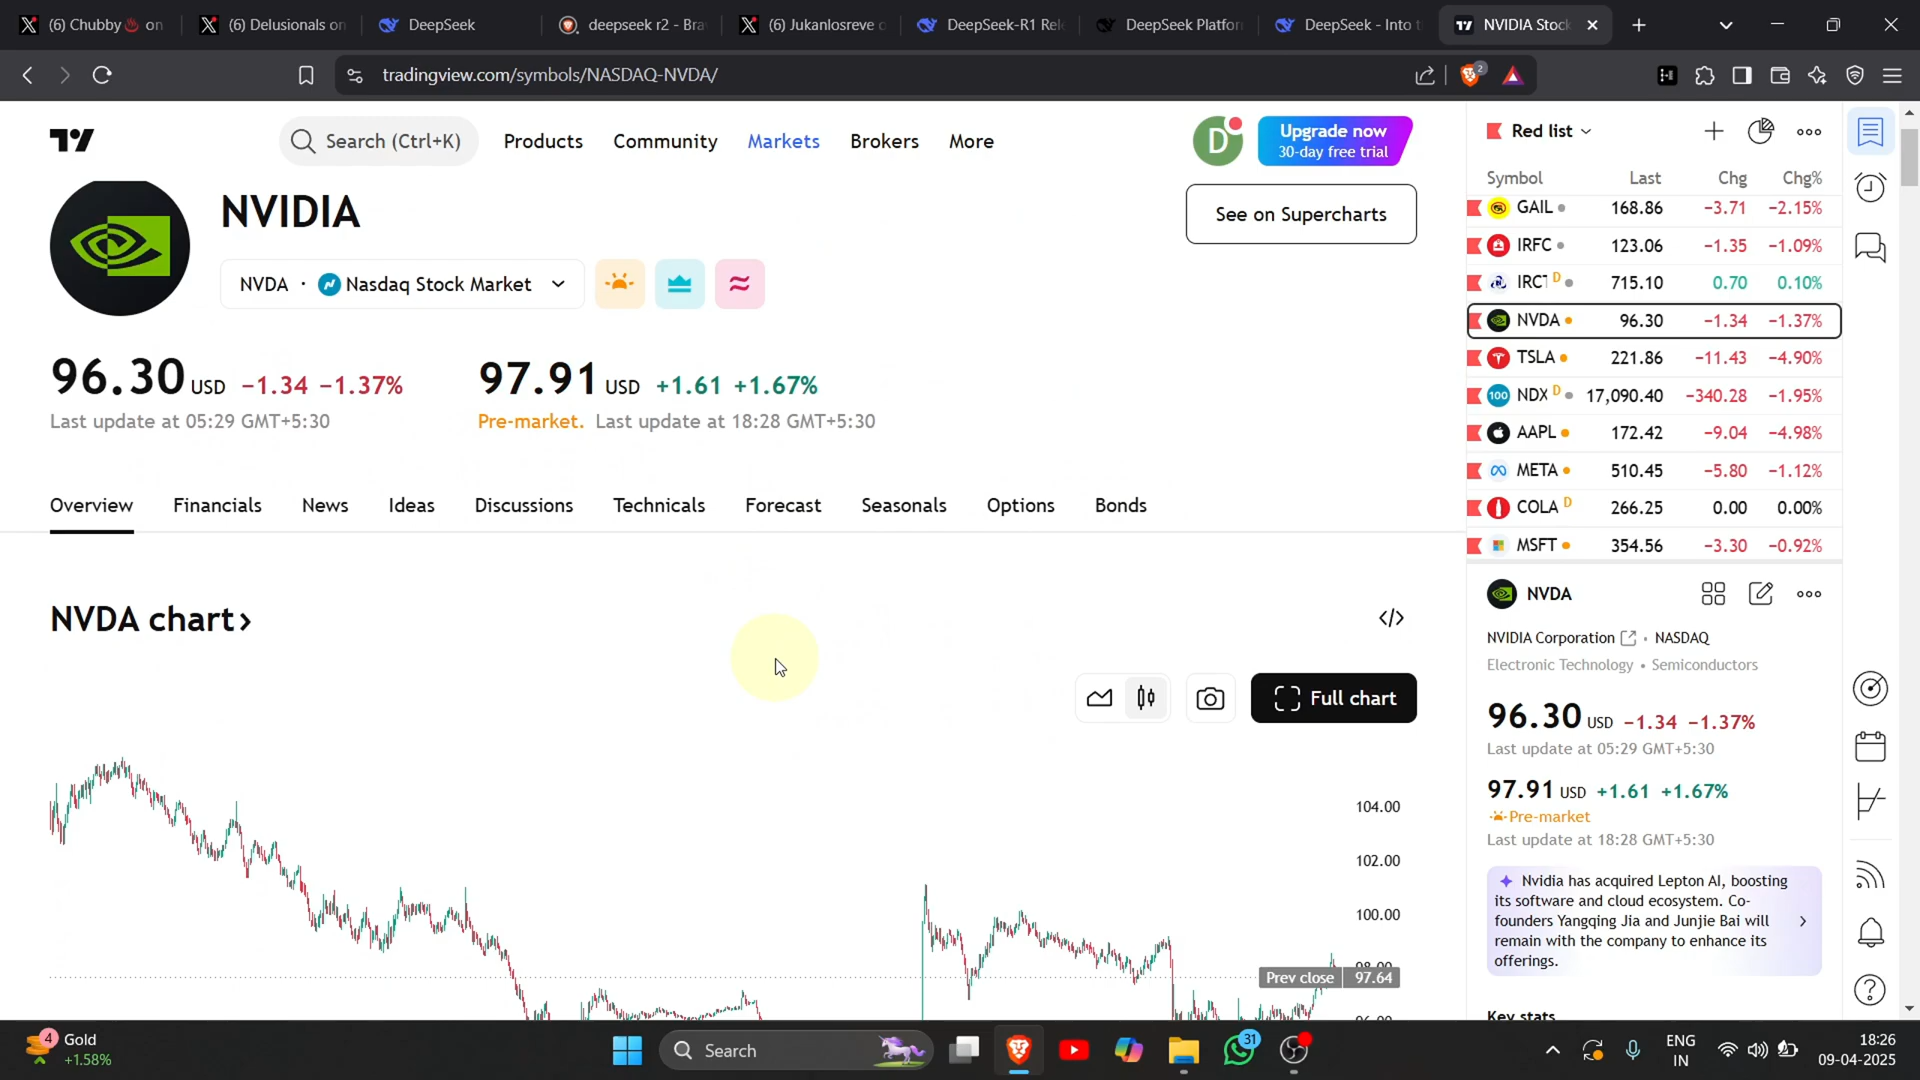 (6) Chubby♨ on
(6) Delusionals on
DeepSeek
deepseek r2 - Bra
(6) Jukanlosreve o
DeepSeek-R1 Rele
DeepSeek Platfor
DeepSeek - Into t
NVIDIA Stock
tradingview.com/symbols/NASDAQ-NVDA/
2
Search (Ctrl+K)
Products
Community
Markets
Brokers
More
D
Upgrade now
30-day free trial
NVIDIA
See on Supercharts
NVDA · Nasdaq Stock Market
96.30 USD −1.34 −1.37%
Last update at 05:29 GMT+5:30
97.91 USD +1.61 +1.67%
Pre-market. Last update at 18:28 GMT+5:30
Overview
Financials
News
Ideas
Discussions
Technicals
Forecast
Seasonals
Options
Bonds
NVDA chart ›
Full chart
104.00
102.00
100.00
98.00
Prev close 97.64
96.00
Red list
Symbol Last Chg Chg%
GAIL 168.86 −3.71 −2.15%
IRFC 123.06 −1.35 −1.09%
IRCT D 715.10 0.70 0.10%
NVDA 96.30 −1.34 −1.37%
TSLA 221.86 −11.43 −4.90%
100 NDX D 17,090.40 −340.28 −1.95%
AAPL 172.42 −9.04 −4.98%
META 510.45 −5.80 −1.12%
COLA D 266.25 0.00 0.00%
MSFT 354.56 −3.30 −0.92%
NVDA
NVIDIA Corporation • NASDAQ
Electronic Technology • Semiconductors
96.30 USD −1.34 −1.37%
Last update at 05:29 GMT+5:30
97.91 USD +1.61 +1.67%
Pre-market
Last update at 18:28 GMT+5:30
Nvidia has acquired Lepton AI, boosting
its software and cloud ecosystem. Co-
founders Yangqing Jia and Junjie Bai will
remain with the company to enhance its
offerings.
Key stats
4
Gold
+1.58%
Search
31
ENG
IN
18:26
09-04-2025